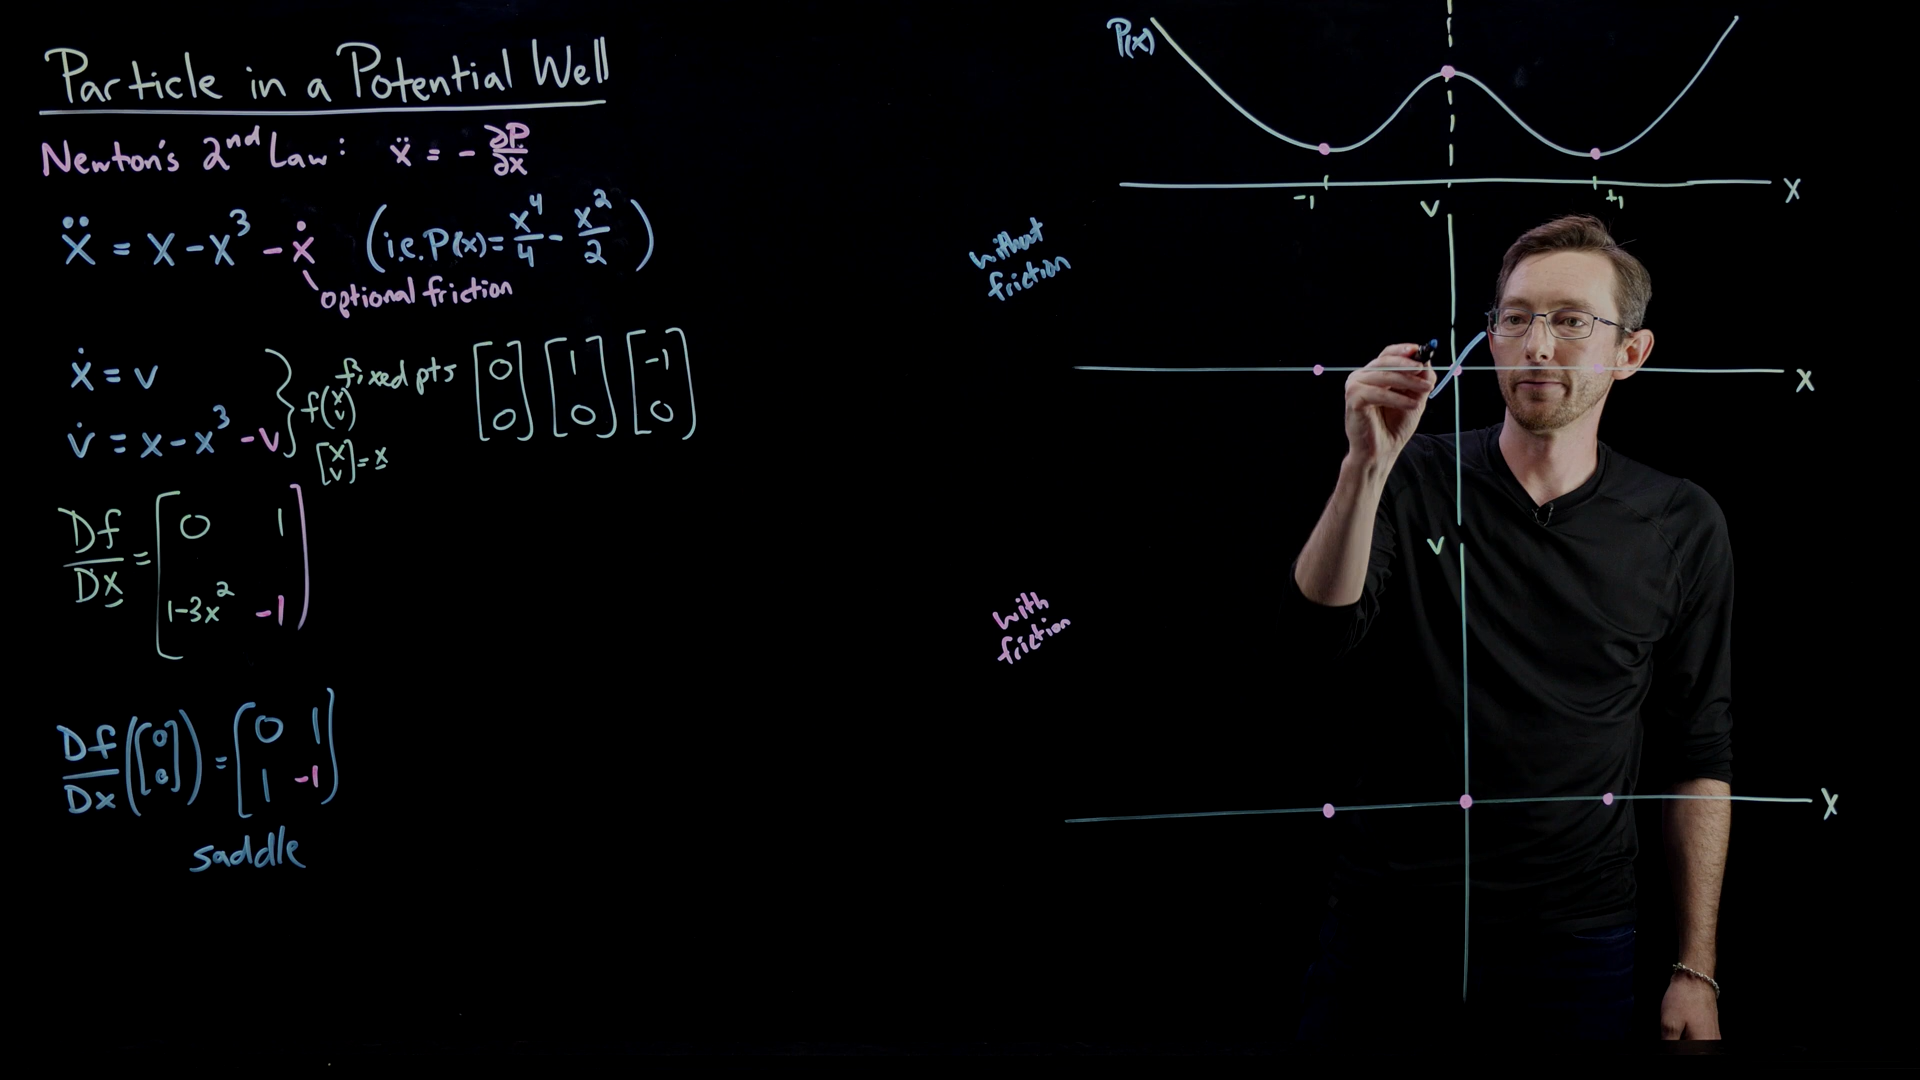 Particle in a Potential Well
Newton's 2nd Law: ẍ = - ∂P/∂x
ẍ = x - x³ - ẋ (i.e. P(x) = x⁴/4 - x²/2)
optional friction
ẋ = v
v̇ = x - x³ - v
} f(x v)
[x v] = x
fixed pts [0 0] [1 0] [-1 0]
Df/Dx = [0 1
1-3x² -1]
Df/Dx([0 0]) = [0 1
1 -1]
saddle
P(x)
-1 +1 x
v
without
friction
x
v
with
friction
x